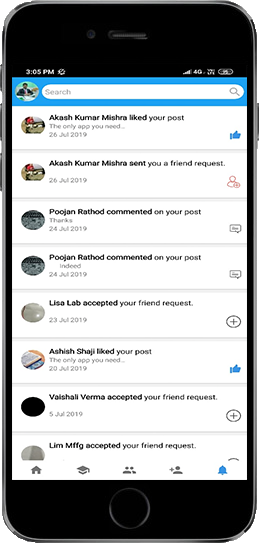 3:05 PM
4G
Search
Akash Kumar Mishra liked your post
The only app you need...
26 Jul 2019
Akash Kumar Mishra sent you a friend request.
26 Jul 2019
Poojan Rathod commented on your post
Thanks
24 Jul 2019
Poojan Rathod commented on your post
Indeed
24 Jul 2019
Lisa Lab accepted your friend request.
23 Jul 2019
Ashish Shaji liked your post
The only app you need...
20 Jul 2019
Vaishali Verma accepted your friend request.
5 Jul 2019
Lim Mffg accepted your friend request.